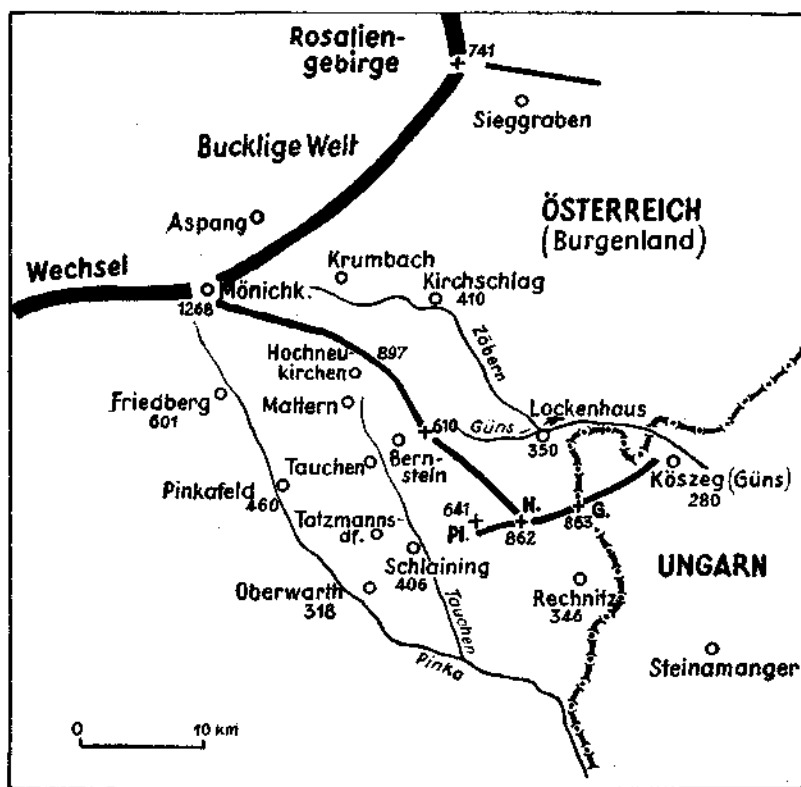 Rosalien-
gebirge
741
Sieggraben
Bucklige Welt
ÖSTERREICH
(Burgenland)
Aspang
Wechsel
Krumbach
Kirchschlag
410
Mönichk.
1268
Zöbern
Hochneu-
kirchen
897
Friedberg
601
Maltern
610
Güns
Lockenhaus
350
Bern-
stein
Tauchen
Köszeg (Güns)
280
Pinkafeld
460
Tatzmanns-
df.
641
Pl.
H.
862
G.
863
Schlaining
406
UNGARN
Oberwarth
318
Rechnitz
346
Tauchen
Pinka
Steinamanger
0 10 km